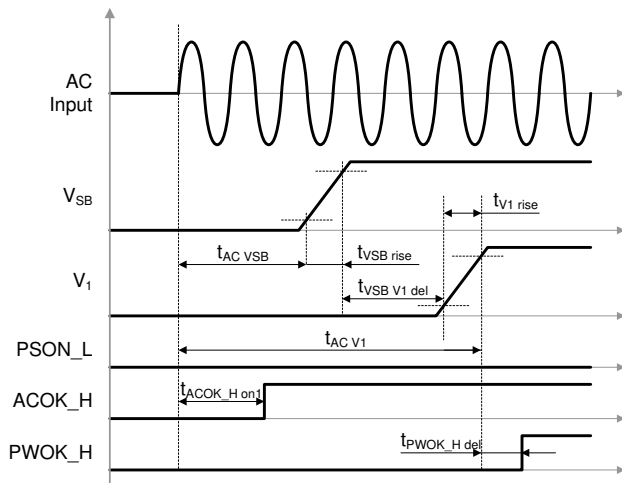 AC
Input
VSB
tV1 rise
tAC VSB
tVSB rise
V1
tVSB V1 del
tAC V1
PSON_L
tACOK_H on1
ACOK_H
tPWOK_H del
PWOK_H